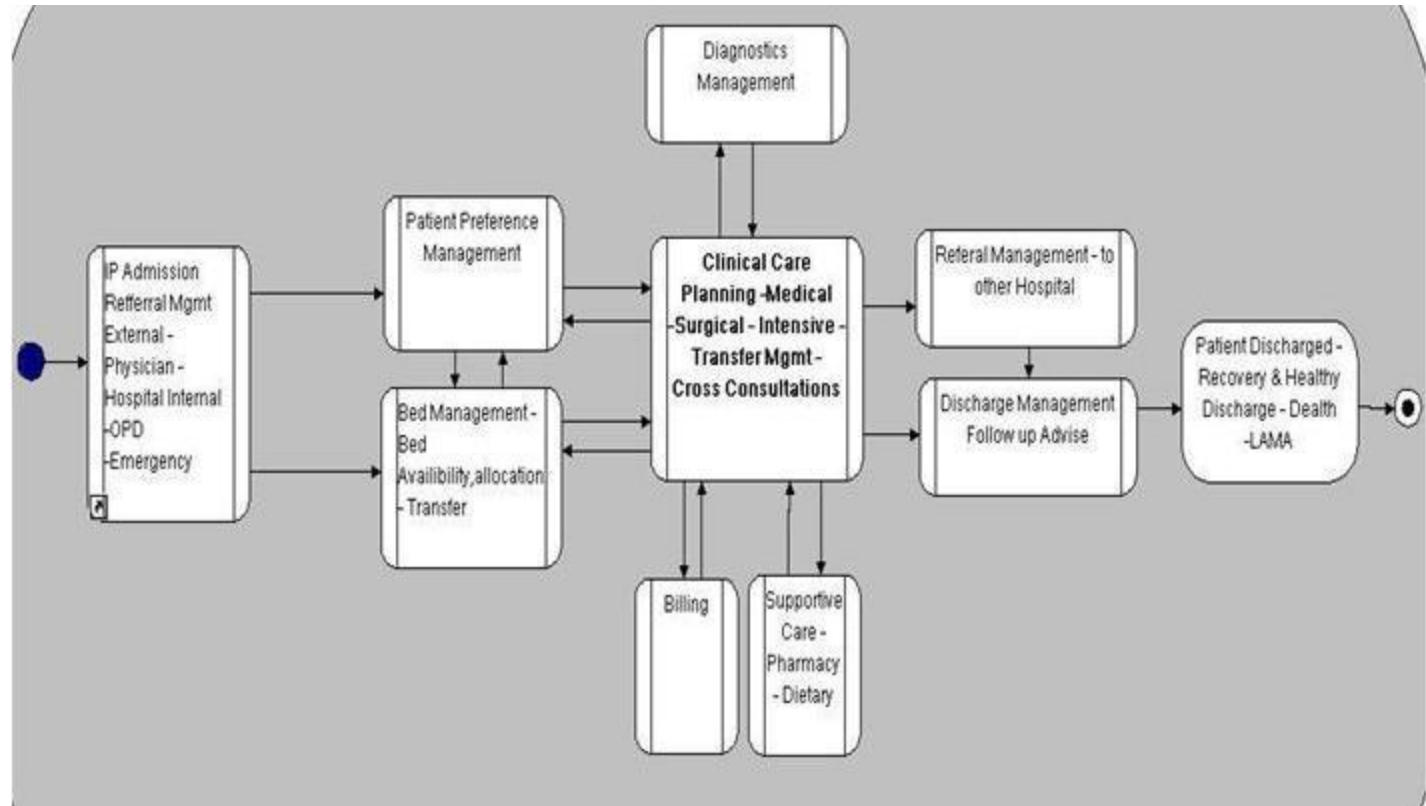 Diagnostics
Management
Patient Preference
Management
IP Admission
Refferral Mgmt
External -
Physician -
Hospital Internal
-OPD
-Emergency
Clinical Care
Planning -Medical
-Surgical - Intensive -
Transfer Mgmt -
Cross Consultations
Referal Management - to
other Hospital
Bed Management -
Bed
Availibility,allocation
- Transfer
Discharge Management
Follow up Advise
Patient Discharged -
Recovery & Healthy
Discharge - Dealth
-LAMA
Billing
Supportive
Care -
Pharmacy
- Dietary